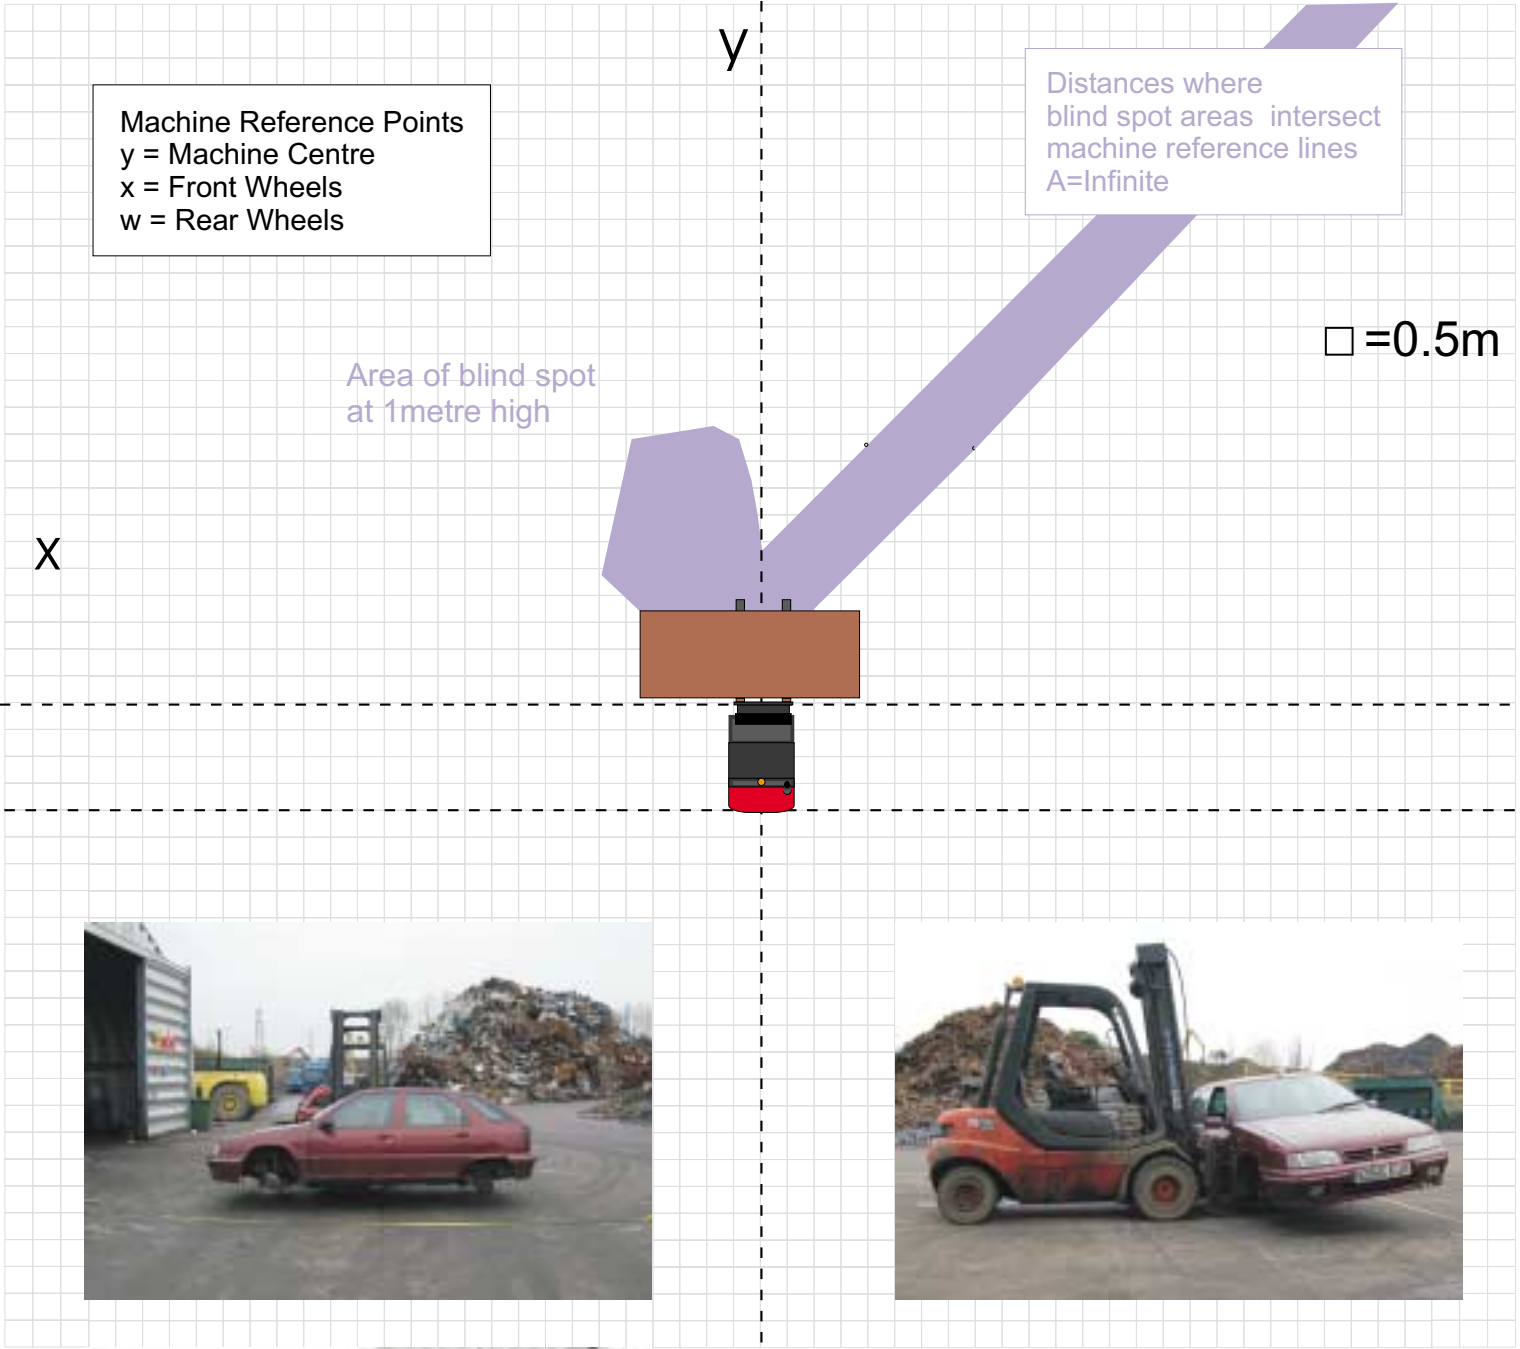 y
Machine Reference Points
y = Machine Centre
x = Front Wheels
w = Rear Wheels
Distances where
blind spot areas intersect
machine reference lines
A=Infinite
□ =0.5m
Area of blind spot
at 1metre high
x